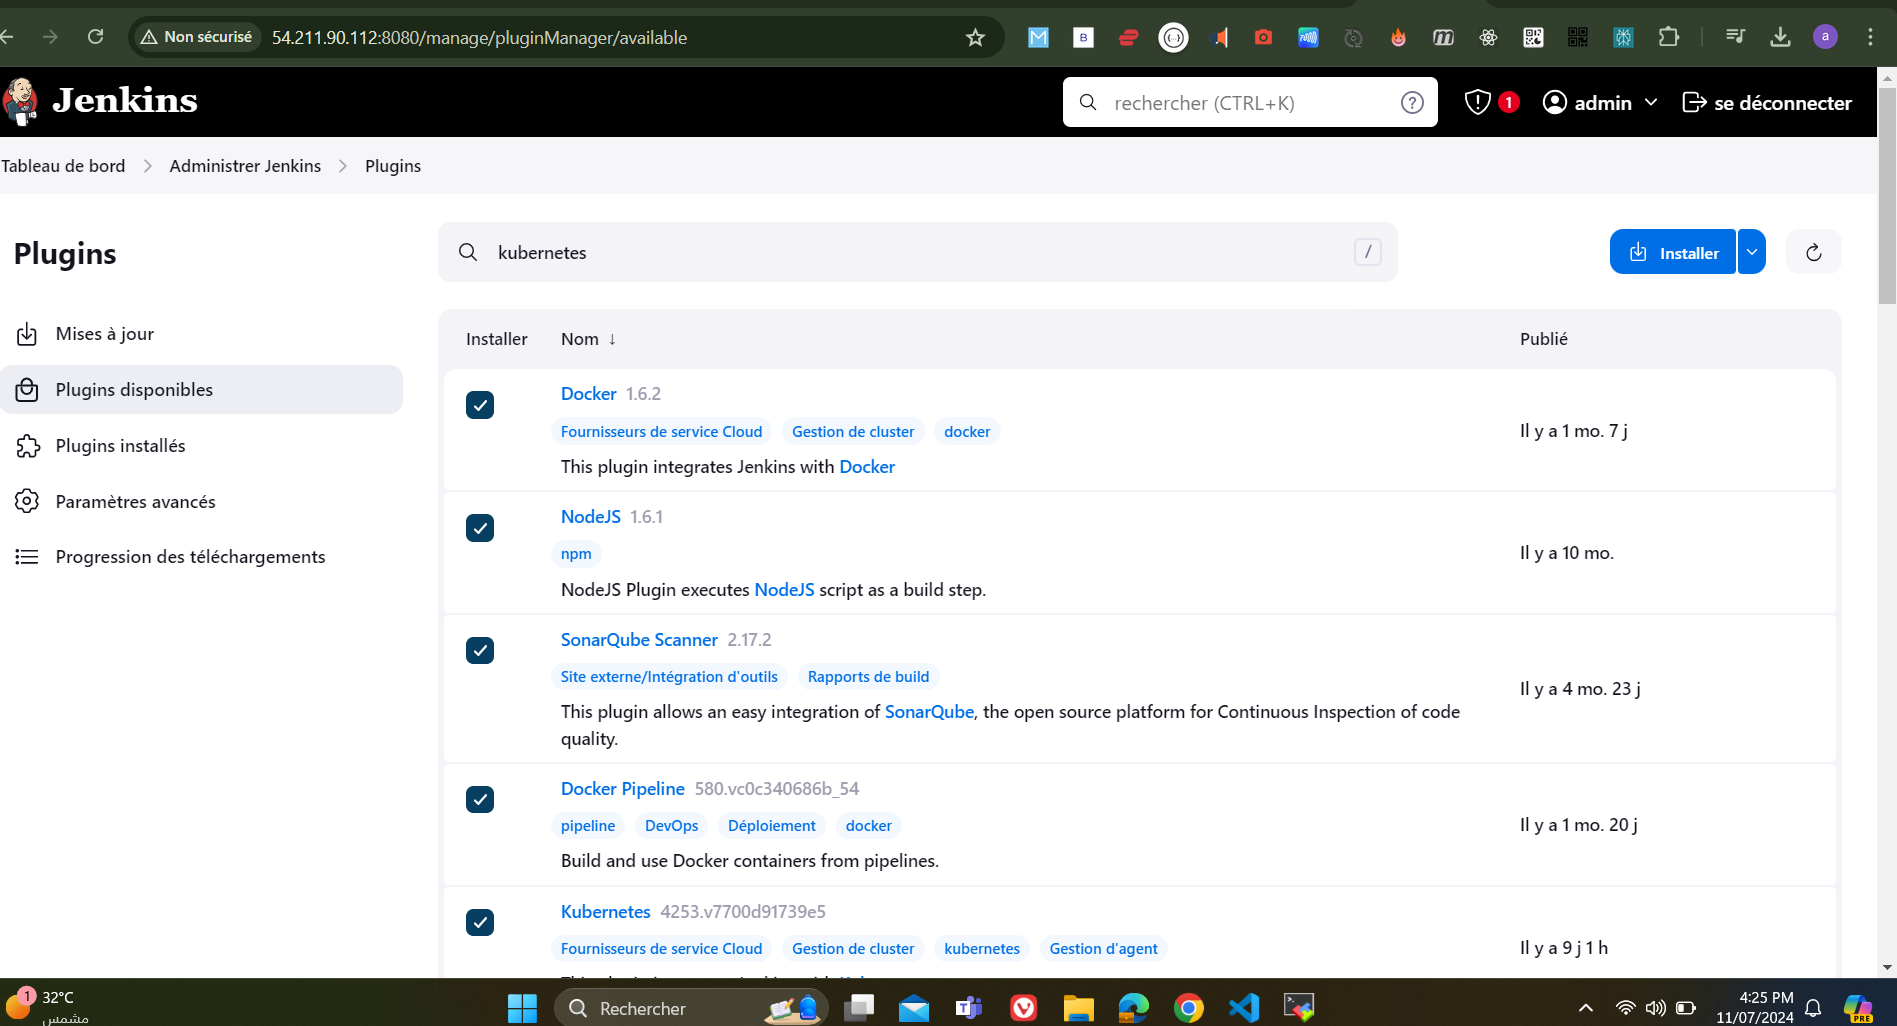 Non sécurisé
54.211.90.112:8080/manage/pluginManager/available
a
Jenkins
rechercher (CTRL+K)
1
admin
se déconnecter
Tableau de bord
Administrer Jenkins
Plugins
Plugins
kubernetes
/
Installer
Mises à jour
Plugins disponibles
Plugins installés
Paramètres avancés
Progression des téléchargements
Installer Nom ↓ Publié
Docker 1.6.2
Fournisseurs de service Cloud Gestion de cluster docker
This plugin integrates Jenkins with Docker
Il y a 1 mo. 7 j
NodeJS 1.6.1
npm
NodeJS Plugin executes NodeJS script as a build step.
Il y a 10 mo.
SonarQube Scanner 2.17.2
Site externe/Intégration d'outils Rapports de build
This plugin allows an easy integration of SonarQube, the open source platform for Continuous Inspection of code
quality.
Il y a 4 mo. 23 j
Docker Pipeline 580.vc0c340686b_54
pipeline DevOps Déploiement docker
Build and use Docker containers from pipelines.
Il y a 1 mo. 20 j
Kubernetes 4253.v7700d91739e5
Fournisseurs de service Cloud Gestion de cluster kubernetes Gestion d'agent
Il y a 9 j 1 h
1
32°C
مشمس
Rechercher
4:25 PM
11/07/2024
PRE